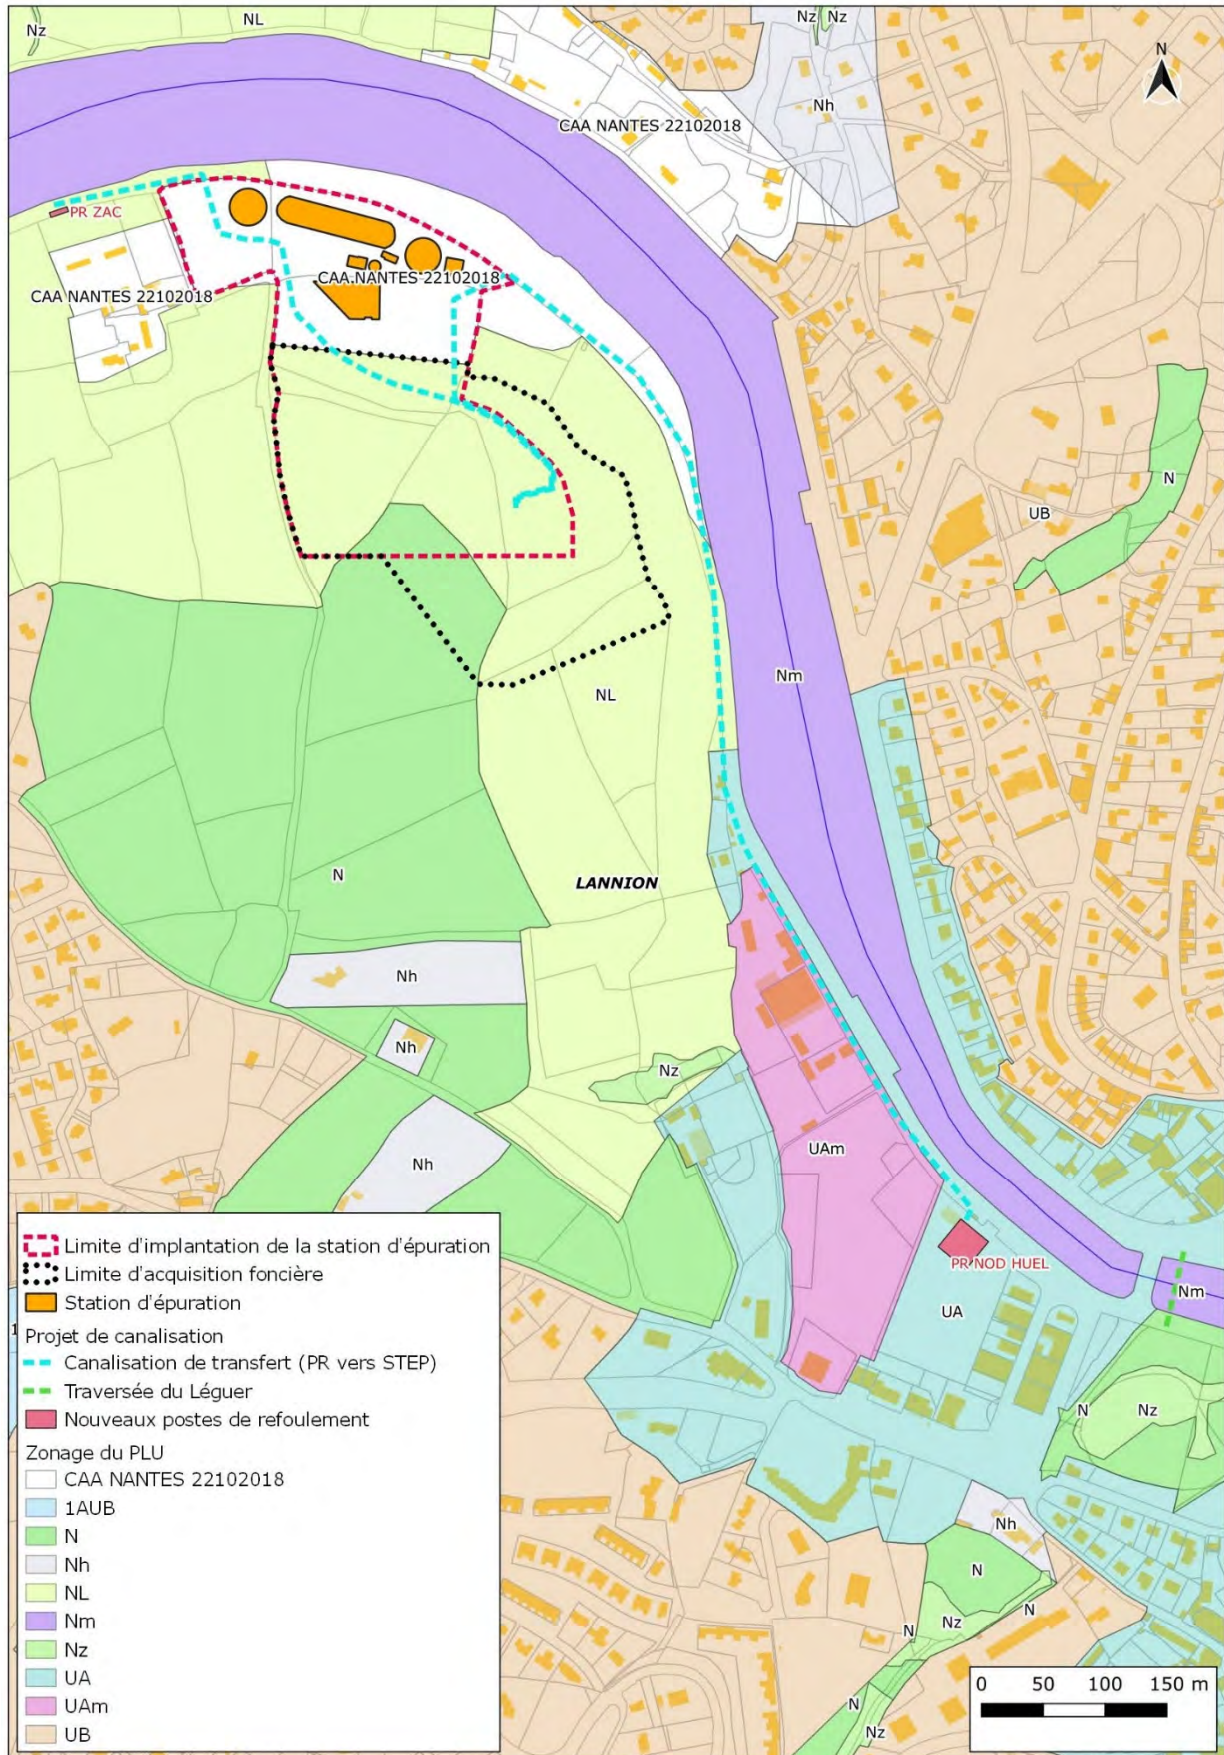 Nz
NL
Nz
Nz
N
Nh
CAA NANTES 22102018
PR ZAC
CAA NANTES 22102018
CAA NANTES 22102018
N
UB
Nm
NL
LANNION
N
Nh
Nh
Nz
Nh
UAm
PR NOD HUEL
UA
Nm
N
Nz
Nh
N
N
Nz
N
N
Nz
1
Limite d'implantation de la station d'épuration
Limite d'acquisition foncière
Station d'épuration
Projet de canalisation
Canalisation de transfert (PR vers STEP)
Traversée du Léguer
Nouveaux postes de refoulement
Zonage du PLU
CAA NANTES 22102018
1AUB
N
Nh
NL
Nm
Nz
UA
UAm
UB
0 50 100 150 m